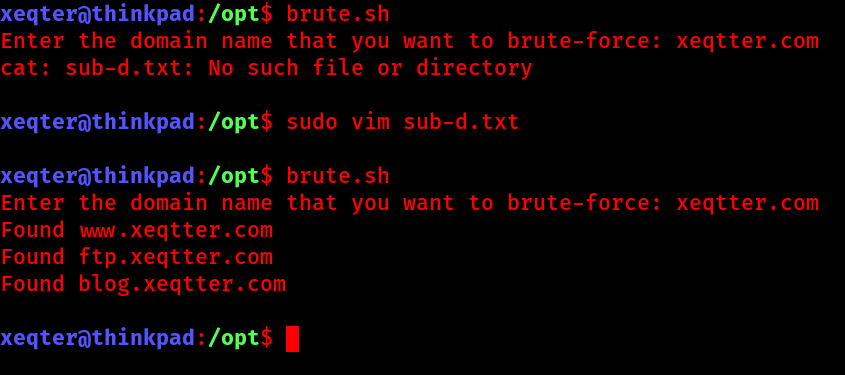 xeqter@thinkpad:/opt$ brute.sh
Enter the domain name that you want to brute-force: xeqtter.com
cat: sub-d.txt: No such file or directory
xeqter@thinkpad:/opt$ sudo vim sub-d.txt
xeqter@thinkpad:/opt$ brute.sh
Enter the domain name that you want to brute-force: xeqtter.com
Found www.xeqtter.com
Found ftp.xeqtter.com
Found blog.xeqtter.com
xeqter@thinkpad:/opt$